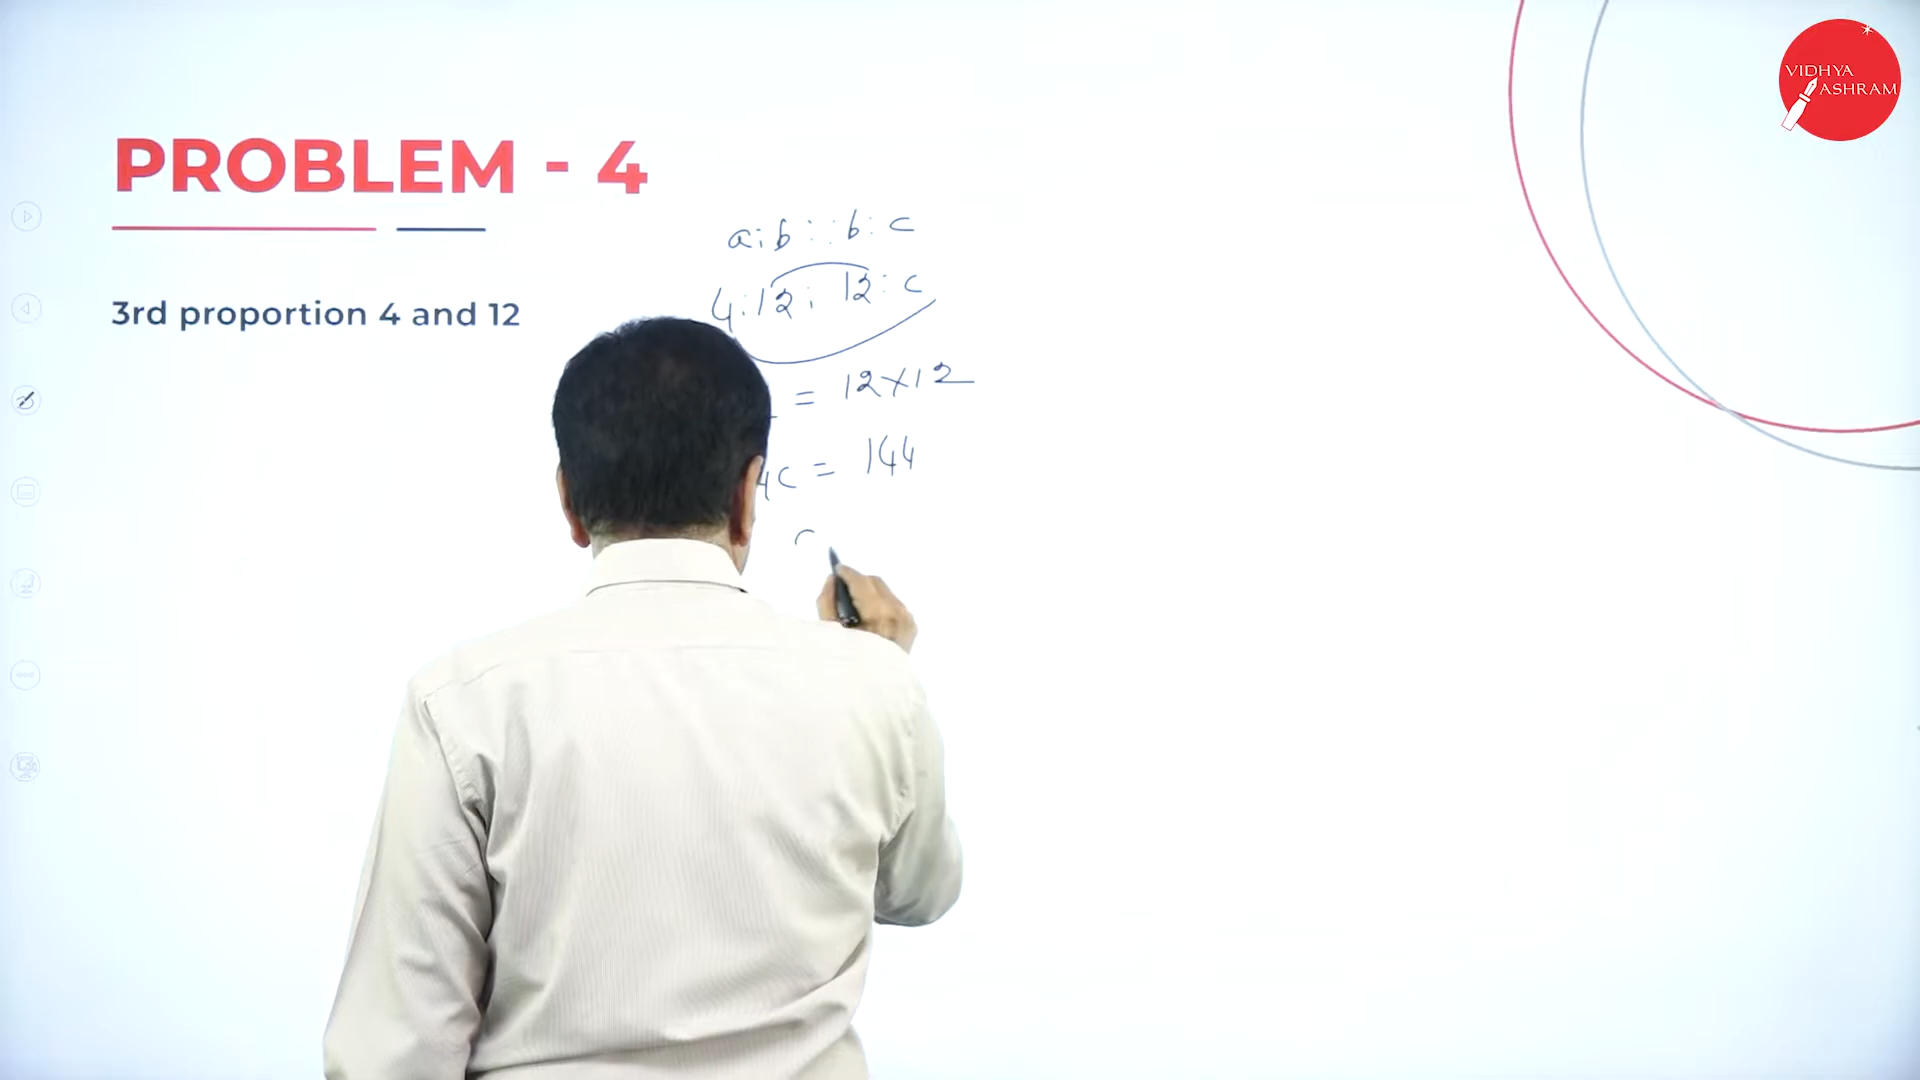 VIDHYA
ASHRAM
PROBLEM - 4
3rd proportion 4 and 12
a:b::b:c
4:12: 12:c
= 12×12
4c = 144
c